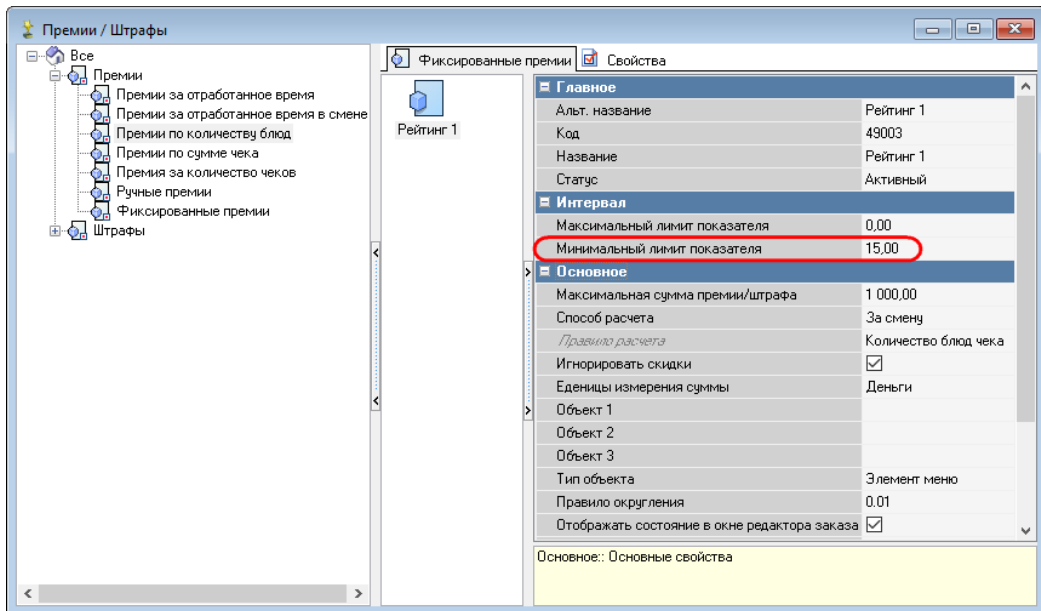 Премии / Штрафы
Все
Премии
Премии за отработанное время
Премии за отработанное время в смене
Премии по количеству блюд
Премии по сумме чека
Премия за количество чеков
Ручные премии
Фиксированные премии
Штрафы
Фиксированные премии
Свойства
Рейтинг 1
Главное
Альт. название Рейтинг 1
Код 49003
Название Рейтинг 1
Статус Активный
Интервал
Максимальный лимит показателя 0,00
Минимальный лимит показателя 15,00
Основное
Максимальная сумма премии/штрафа 1 000,00
Способ расчета За смену
Правило расчета Количество блюд чека
Игнорировать скидки
Еденицы измерения суммы Деньги
Объект 1
Объект 2
Объект 3
Тип объекта Элемент меню
Правило округления 0.01
Отображать состояние в окне редактора заказа
Основное:: Основные свойства